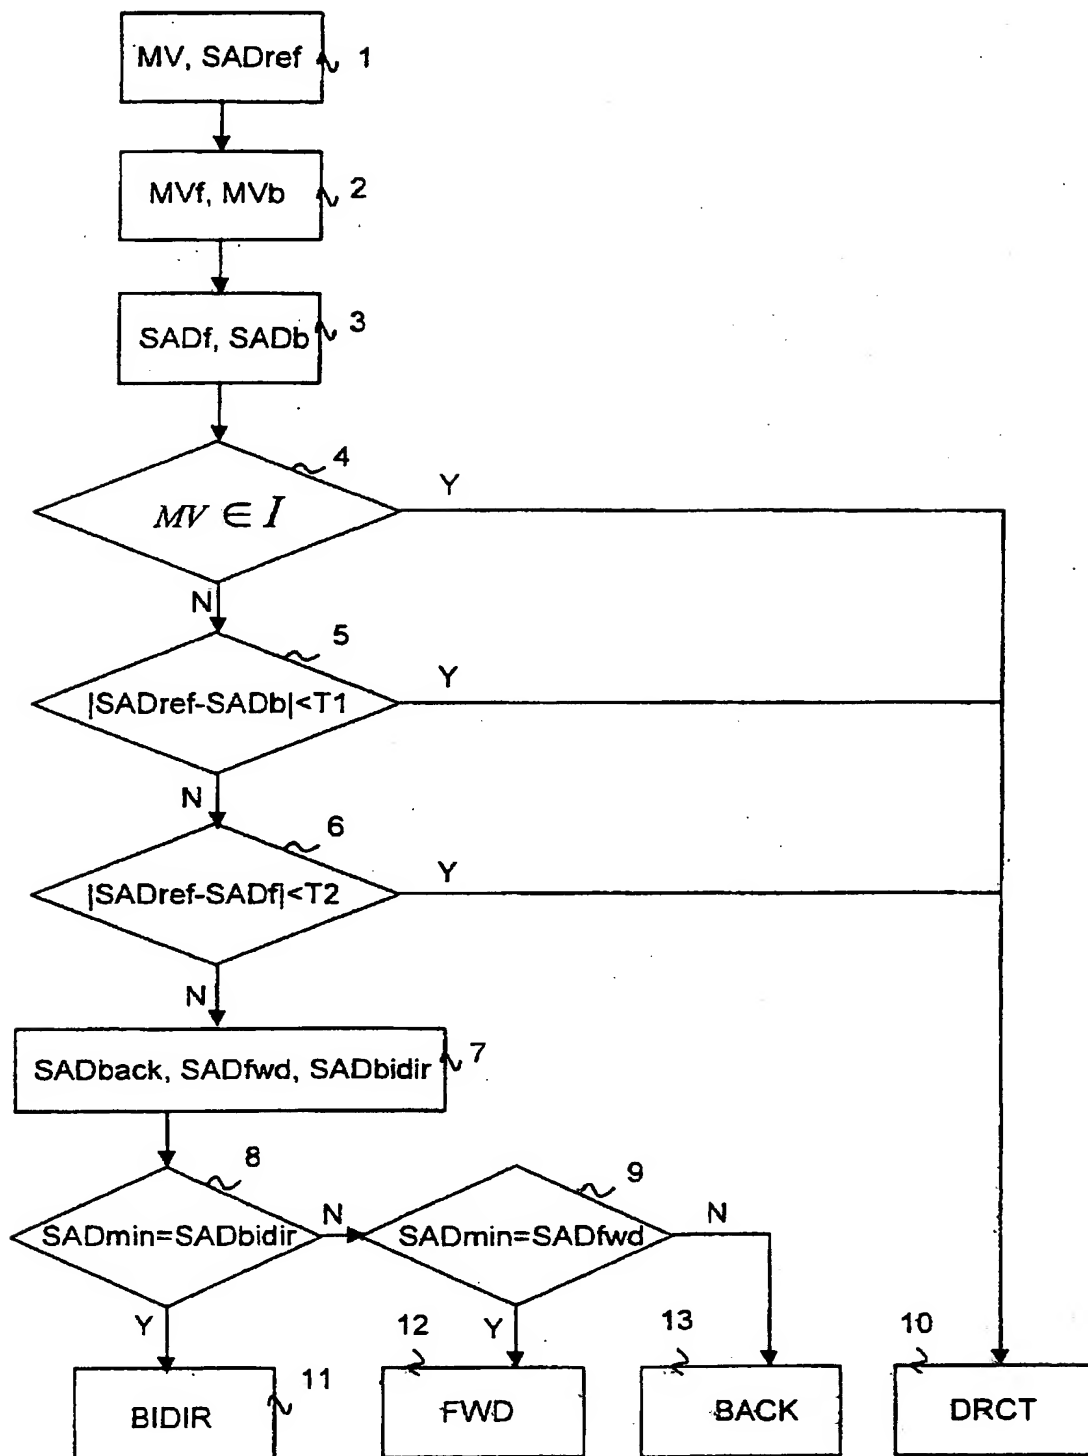 MV, SADref 1
MVf, MVb 2
SADf, SADb 3
4
Y
MV ∈ I
N
5
Y
|SADref-SADb|<T1
N
6
Y
|SADref-SADf|<T2
N
SADback, SADfwd, SADbidir 7
8
9
N
N
SADmin=SADbidir
SADmin=SADfwd
Y
Y
12
13
10
11
BIDIR
FWD
BACK
DRCT